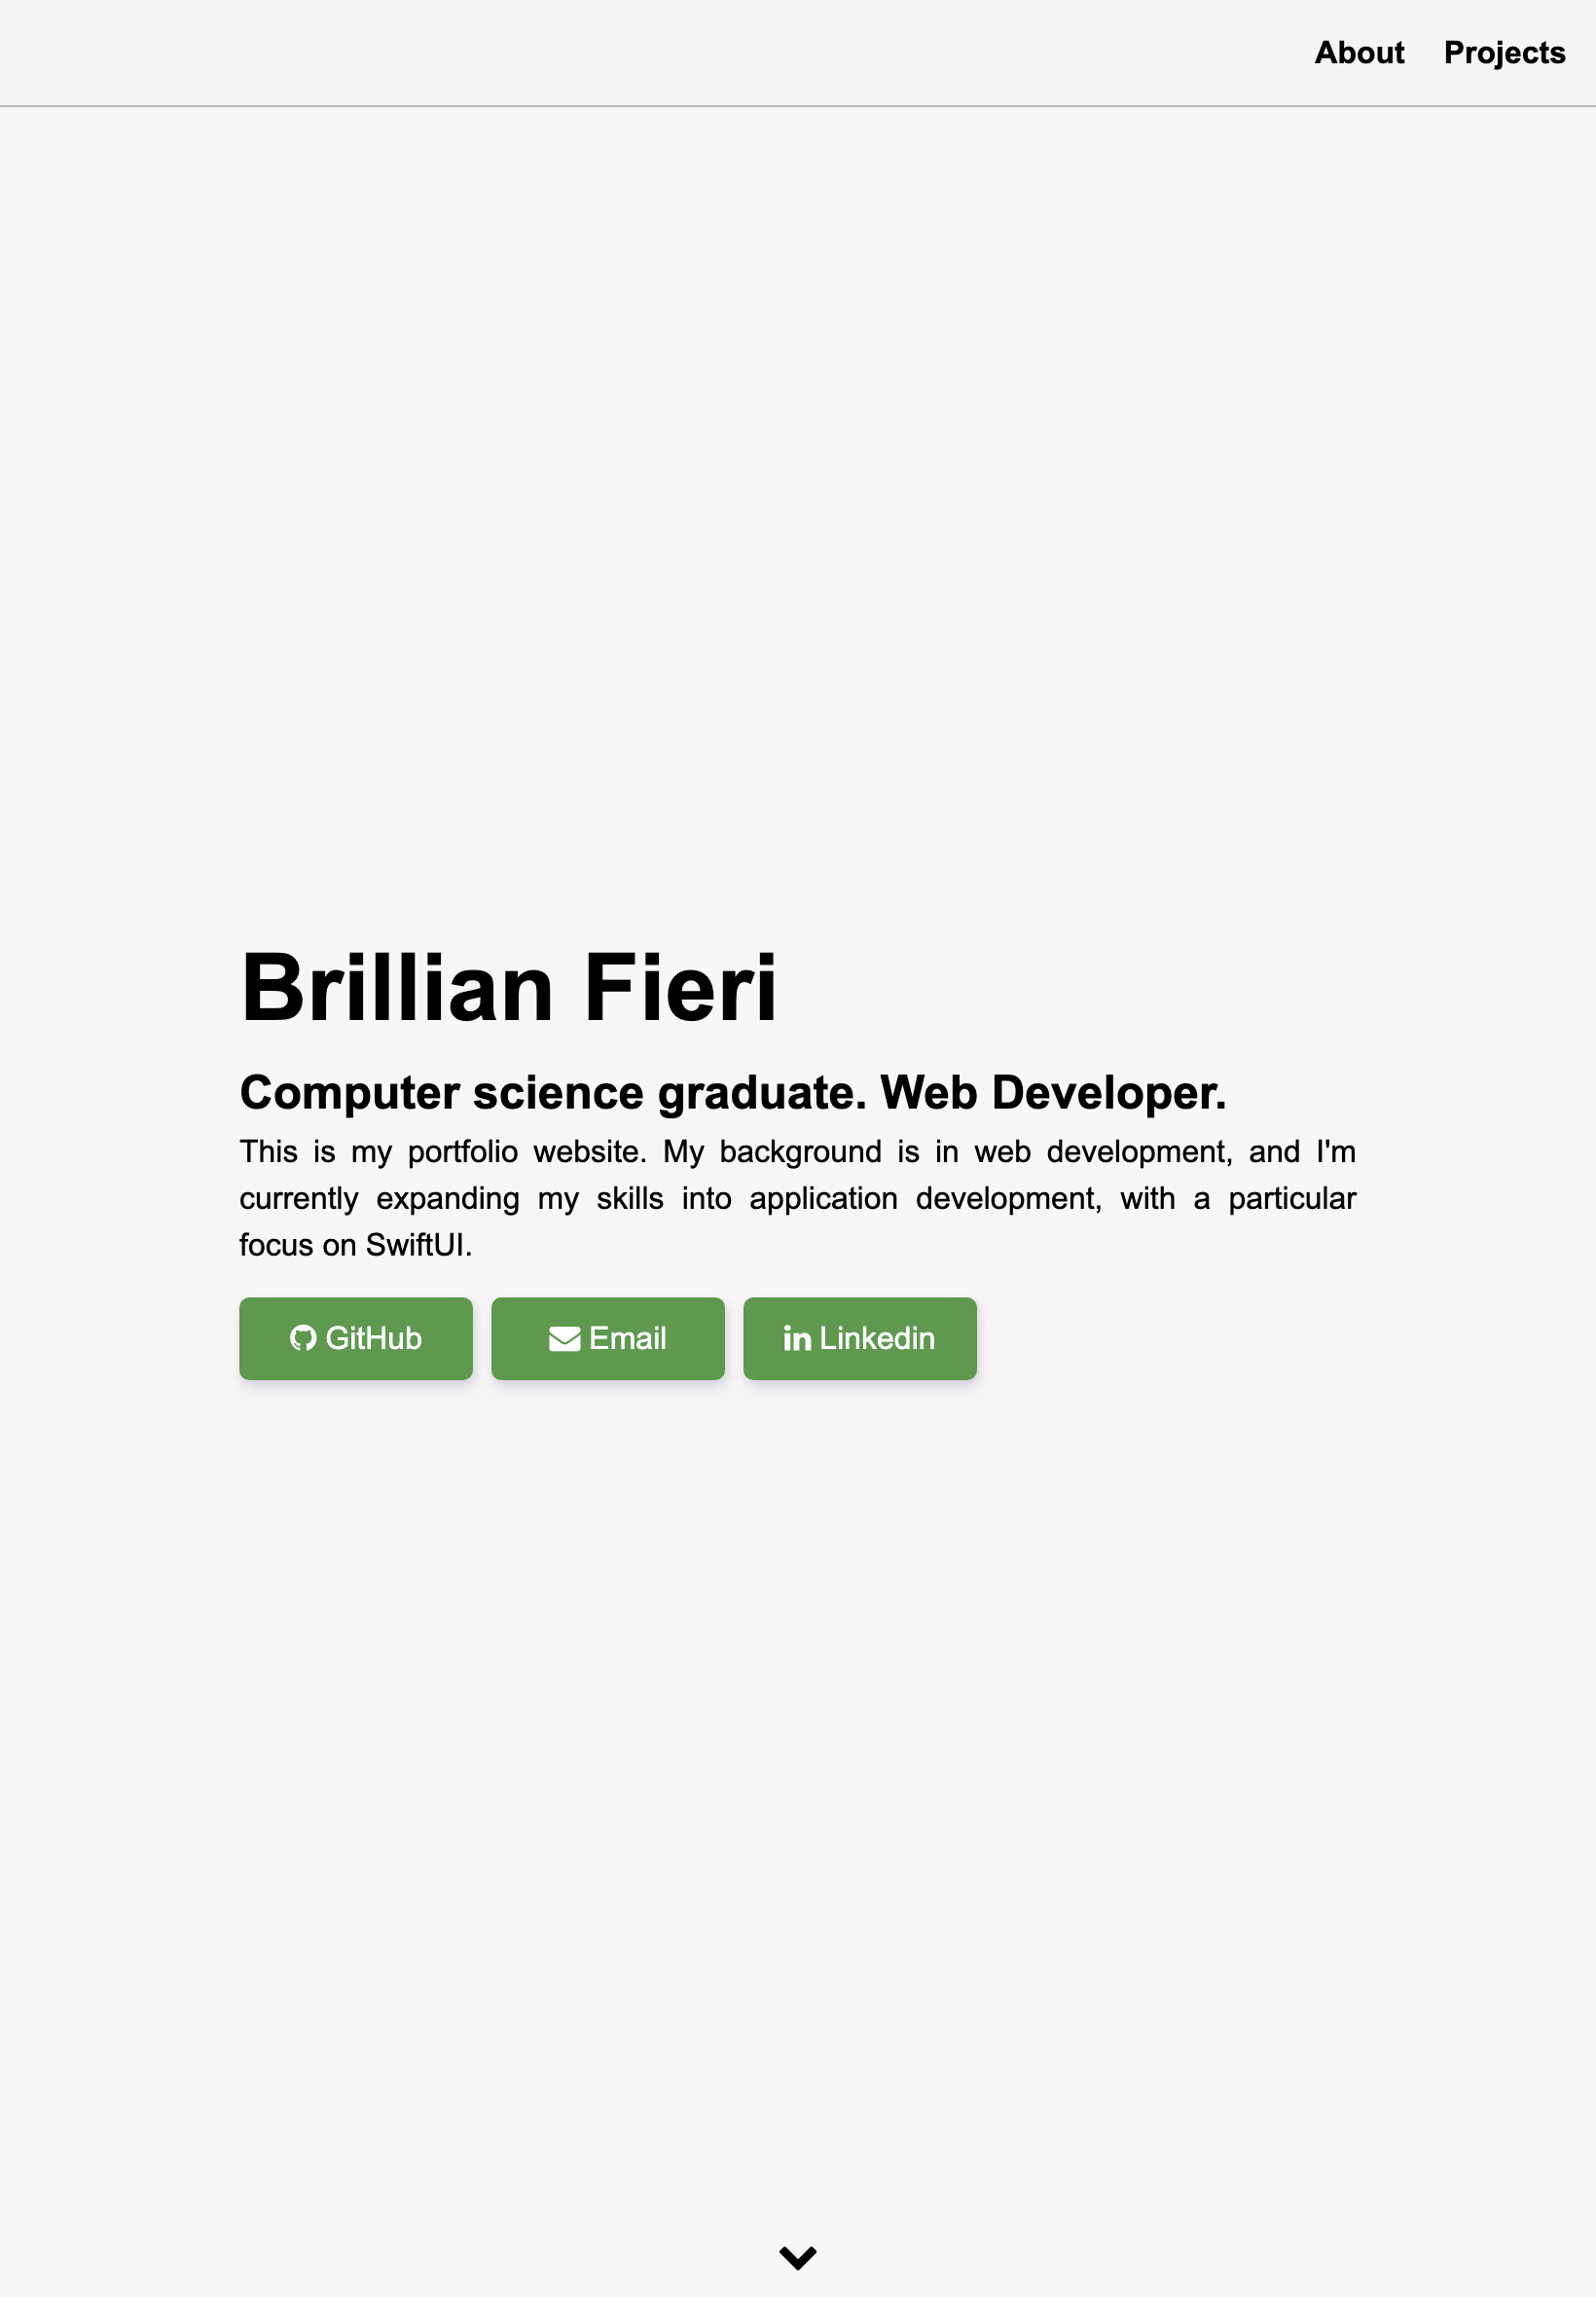 About Projects
Brillian Fieri
Computer science graduate. Web Developer.
This is my portfolio website. My background is in web development, and I'm
currently expanding my skills into application development, with a particular
focus on SwiftUI.
GitHub Email Linkedin